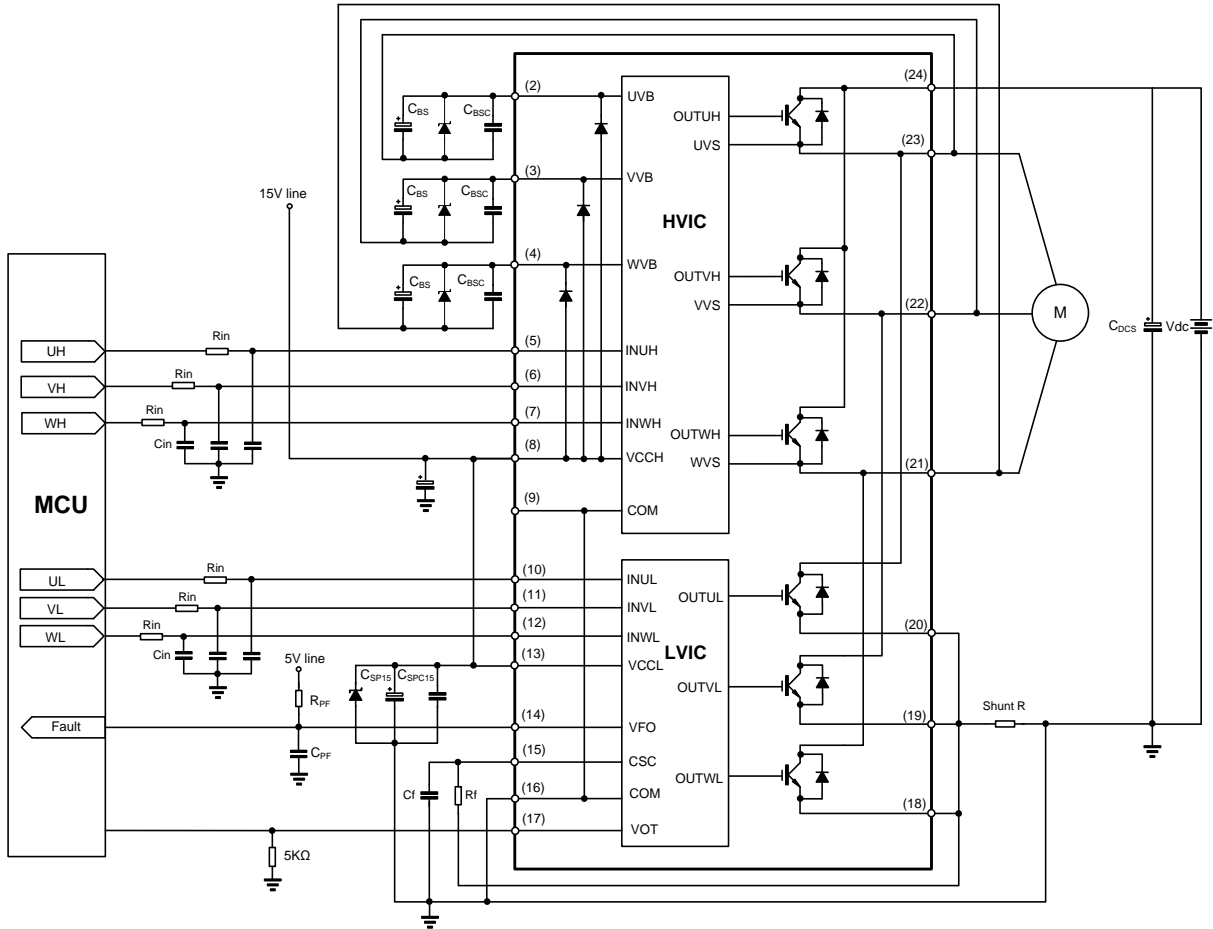 (2)
UVB
(24)
C_BS
C_BSC
OUTUH
UVS
(23)
(3)
VVB
15V line
C_BS
C_BSC
HVIC
(4)
WVB
OUTVH
C_BS
C_BSC
VVS
(22)
M
C_DCS
Vdc
UH
Rin
(5)
INUH
VH
Rin
(6)
INVH
WH
Rin
(7)
INWH
OUTWH
Cin
(8)
VCCH
WVS
(21)
MCU
(9)
COM
UL
Rin
(10)
INUL
VL
Rin
(11)
INVL
OUTUL
WL
Rin
(12)
INWL
(20)
Cin
LVIC
5V line
C_SP15
C_SPC15
(13)
VCCL
OUTVL
R_PF
Shunt R
Fault
(14)
VFO
(19)
C_PF
(15)
CSC
OUTWL
Cf
Rf
(16)
COM
(18)
(17)
VOT
5KΩ